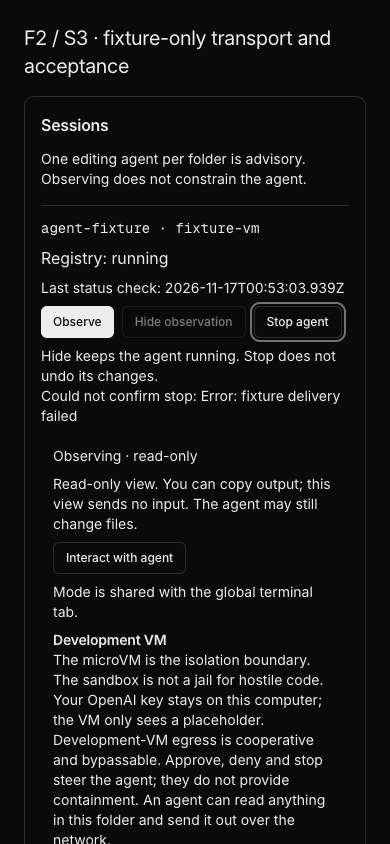 F2 / S3 · fixture-only transport and
acceptance
Sessions
One editing agent per folder is advisory.
Observing does not constrain the agent.
agent-fixture · fixture-vm
Registry: running
Last status check: 2026-11-17T00:53:03.939Z
Observe Hide observation Stop agent
Hide keeps the agent running. Stop does not
undo its changes.
Could not confirm stop: Error: fixture delivery
failed
Observing · read-only
Read-only view. You can copy output; this
view sends no input. The agent may still
change files.
Interact with agent
Mode is shared with the global terminal
tab.
Development VM
The microVM is the isolation boundary.
The sandbox is not a jail for hostile code.
Your OpenAI key stays on this computer;
the VM only sees a placeholder.
Development-VM egress is cooperative
and bypassable. Approve, deny and stop
steer the agent; they do not provide
containment. An agent can read anything
in this folder and send it out over the
network.